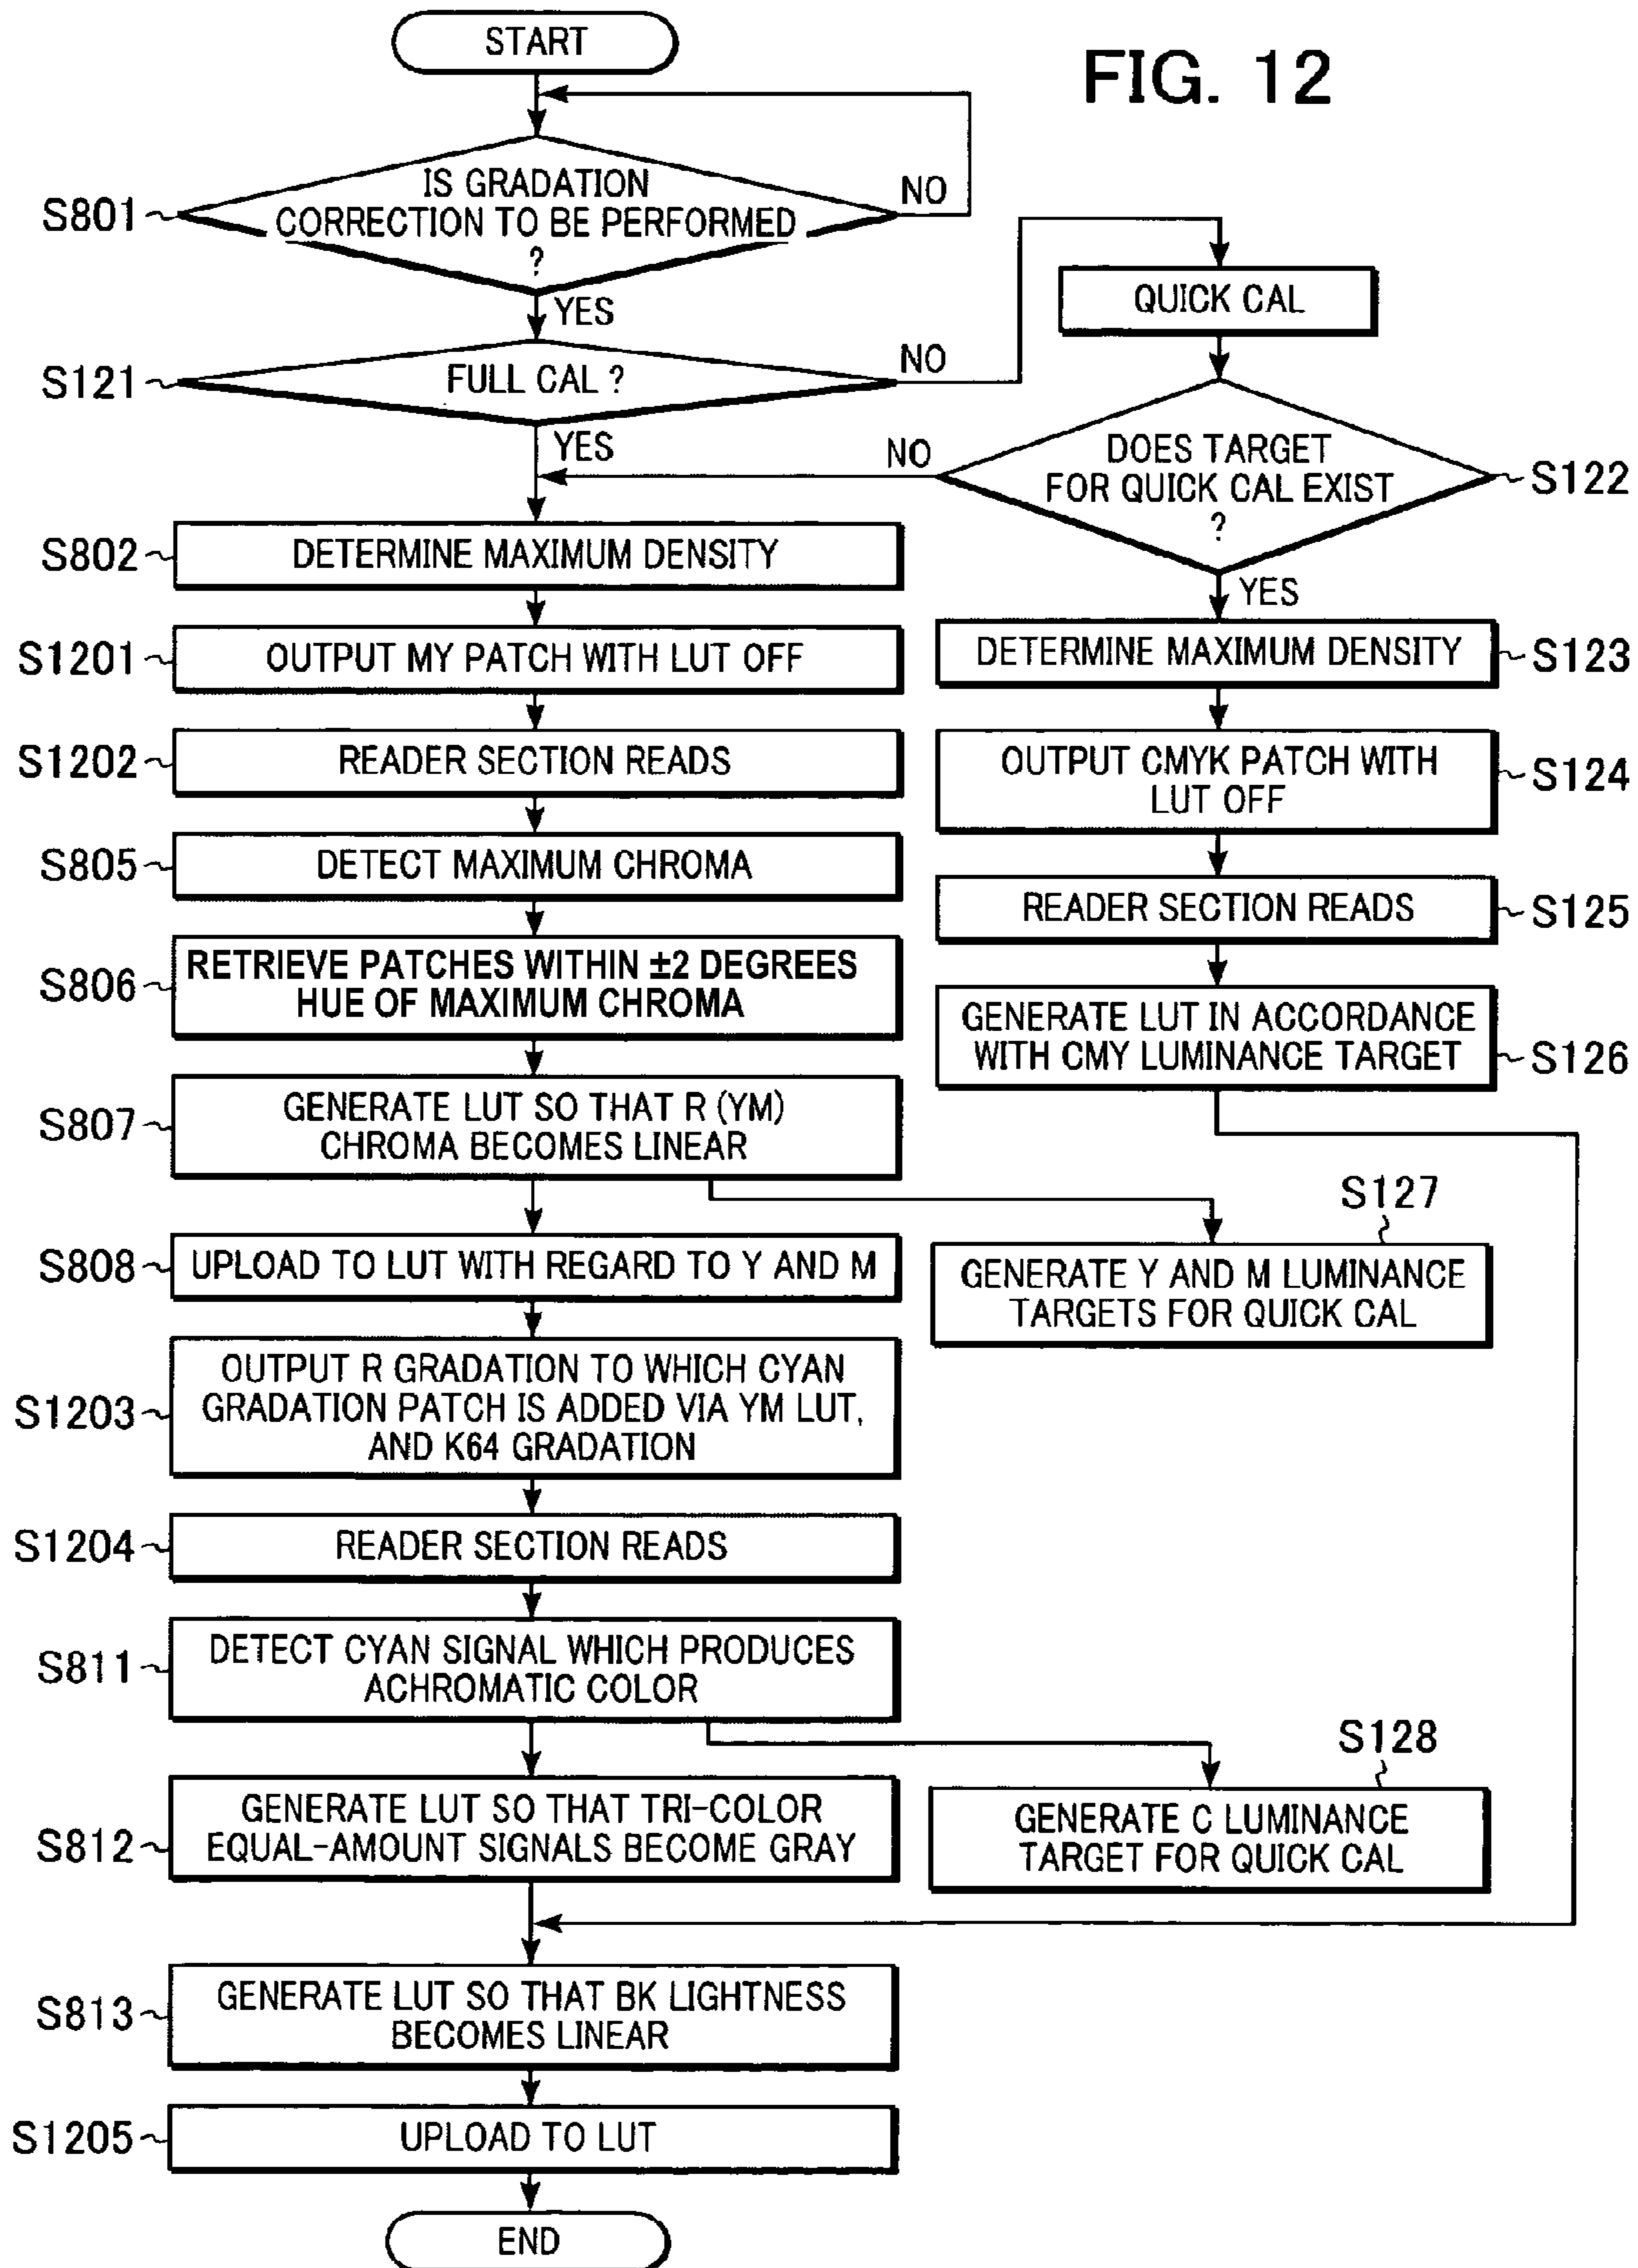 START
FIG. 12
S801
IS GRADATION
CORRECTION TO BE PERFORMED
?
NO
YES
S121
FULL CAL ?
NO
YES
QUICK CAL
DOES TARGET
FOR QUICK CAL EXIST
?
S122
NO
YES
S802
DETERMINE MAXIMUM DENSITY
S1201
OUTPUT MY PATCH WITH LUT OFF
S1202
READER SECTION READS
S805
DETECT MAXIMUM CHROMA
S806
RETRIEVE PATCHES WITHIN ±2 DEGREES
HUE OF MAXIMUM CHROMA
S807
GENERATE LUT SO THAT R (YM)
CHROMA BECOMES LINEAR
DETERMINE MAXIMUM DENSITY
S123
OUTPUT CMYK PATCH WITH
LUT OFF
S124
READER SECTION READS
S125
GENERATE LUT IN ACCORDANCE
WITH CMY LUMINANCE TARGET
S126
S127
GENERATE Y AND M LUMINANCE
TARGETS FOR QUICK CAL
S808
UPLOAD TO LUT WITH REGARD TO Y AND M
S1203
OUTPUT R GRADATION TO WHICH CYAN
GRADATION PATCH IS ADDED VIA YM LUT,
AND K64 GRADATION
S1204
READER SECTION READS
S811
DETECT CYAN SIGNAL WHICH PRODUCES
ACHROMATIC COLOR
S128
GENERATE C LUMINANCE
TARGET FOR QUICK CAL
S812
GENERATE LUT SO THAT TRI-COLOR
EQUAL-AMOUNT SIGNALS BECOME GRAY
S813
GENERATE LUT SO THAT BK LIGHTNESS
BECOMES LINEAR
S1205
UPLOAD TO LUT
END